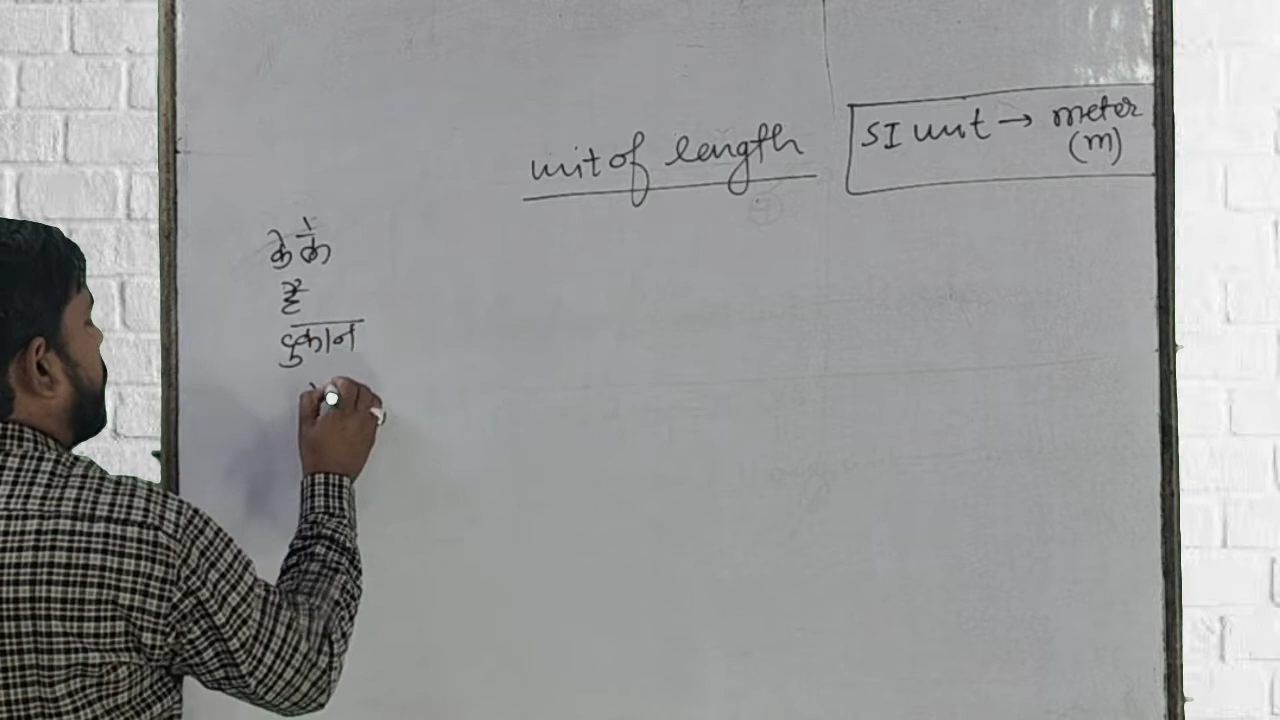 unit of length
SI unit → meter
(m)
के के
है
दुकान